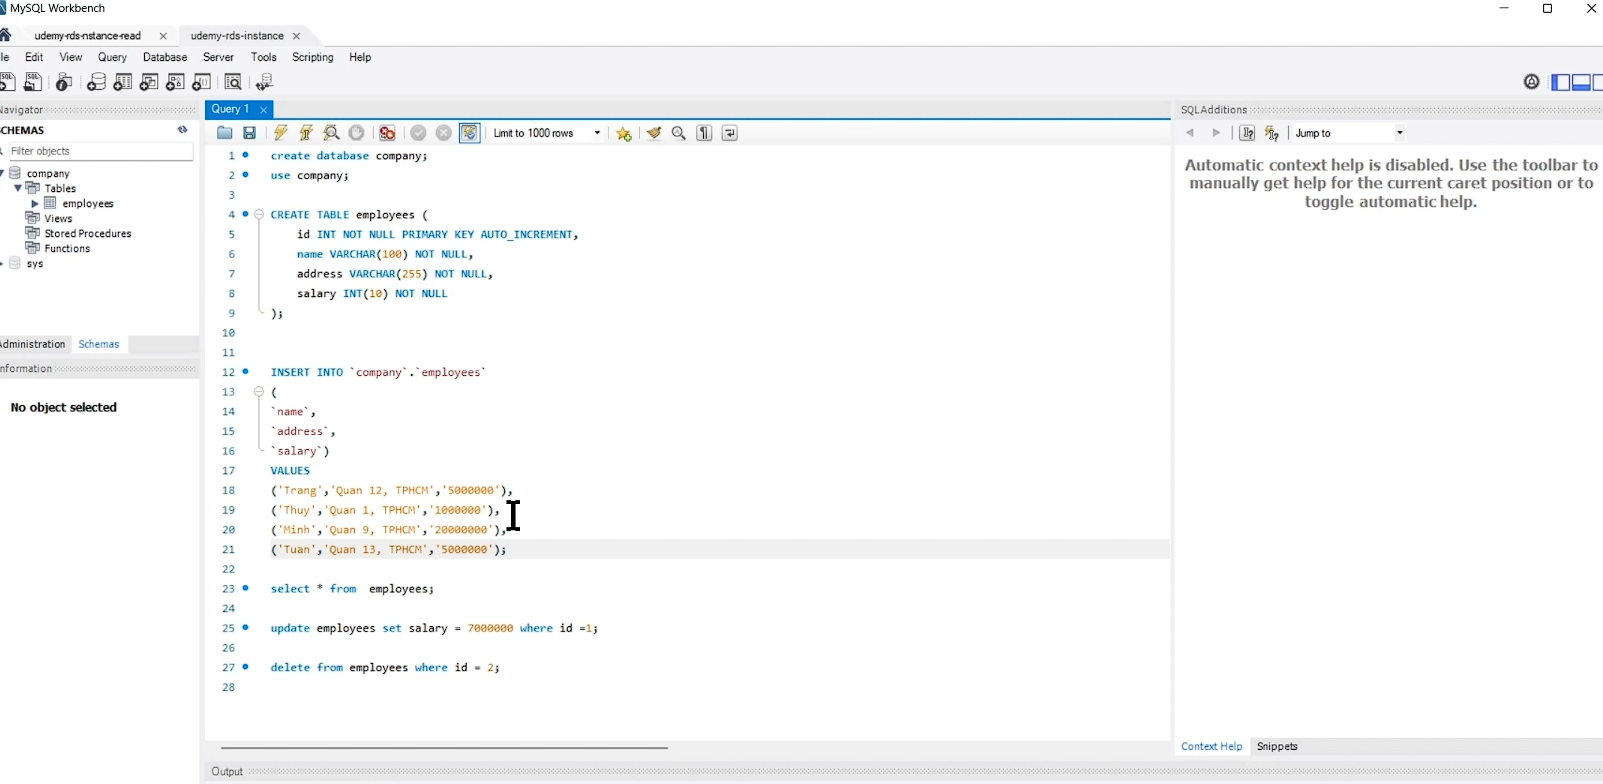 MySQL Workbench
udemy-rds-nstance-read
udemy-rds-instance
le Edit View Query Database Server Tools Scripting Help
Navigator
SCHEMAS
Filter objects
company
Tables
employees
Views
Stored Procedures
Functions
sys
Administration Schemas
nformation
No object selected
Query 1
Limit to 1000 rows
1 create database company;
2 use company;
3
4 CREATE TABLE employees (
5 id INT NOT NULL PRIMARY KEY AUTO_INCREMENT,
6 name VARCHAR(100) NOT NULL,
7 address VARCHAR(255) NOT NULL,
8 salary INT(10) NOT NULL
9 );
10
11
12 INSERT INTO `company`.`employees`
13 (
14 `name`,
15 `address`,
16 `salary`)
17 VALUES
18 ('Trang','Quan 12, TPHCM','5000000'),
19 ('Thuy','Quan 1, TPHCM','1000000'),
20 ('Minh','Quan 9, TPHCM','20000000'),
21 ('Tuan','Quan 13, TPHCM','5000000');
22
23 select * from  employees;
24
25 update employees set salary = 7000000 where id =1;
26
27 delete from employees where id = 2;
28
Output
SQLAdditions
Jump to
Automatic context help is disabled. Use the toolbar to
manually get help for the current caret position or to
toggle automatic help.
Context Help Snippets